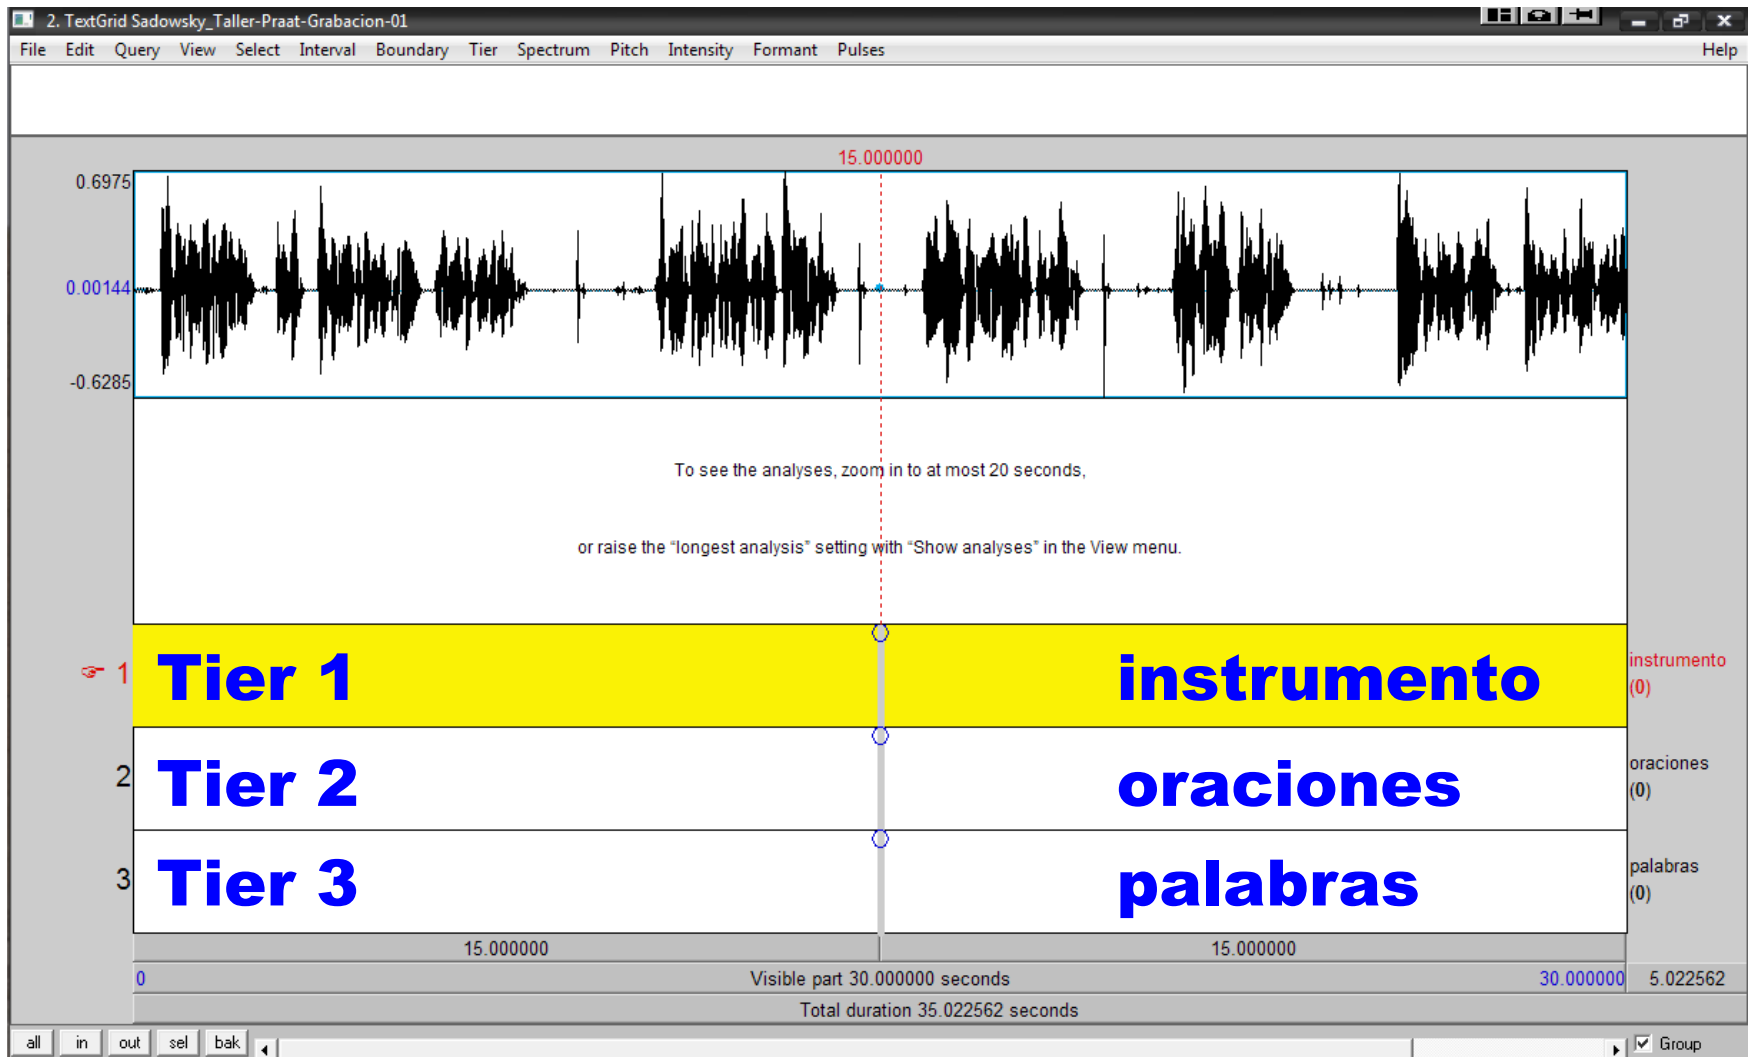 2. TextGrid Sadowsky_Taller-Praat-Grabacion-01
File Edit Query View Select Interval Boundary Tier Spectrum Pitch Intensity Formant Pulses Help
15.000000
0.6975
0.00144
-0.6285
To see the analyses, zoom in to at most 20 seconds,
or raise the “longest analysis” setting with “Show analyses” in the View menu.
1 Tier 1 instrumento instrumento
(0)
2 Tier 2 oraciones oraciones
(0)
3 Tier 3 palabras palabras
(0)
15.000000 15.000000
0 Visible part 30.000000 seconds 30.000000 5.022562
Total duration 35.022562 seconds
all in out sel bak Group